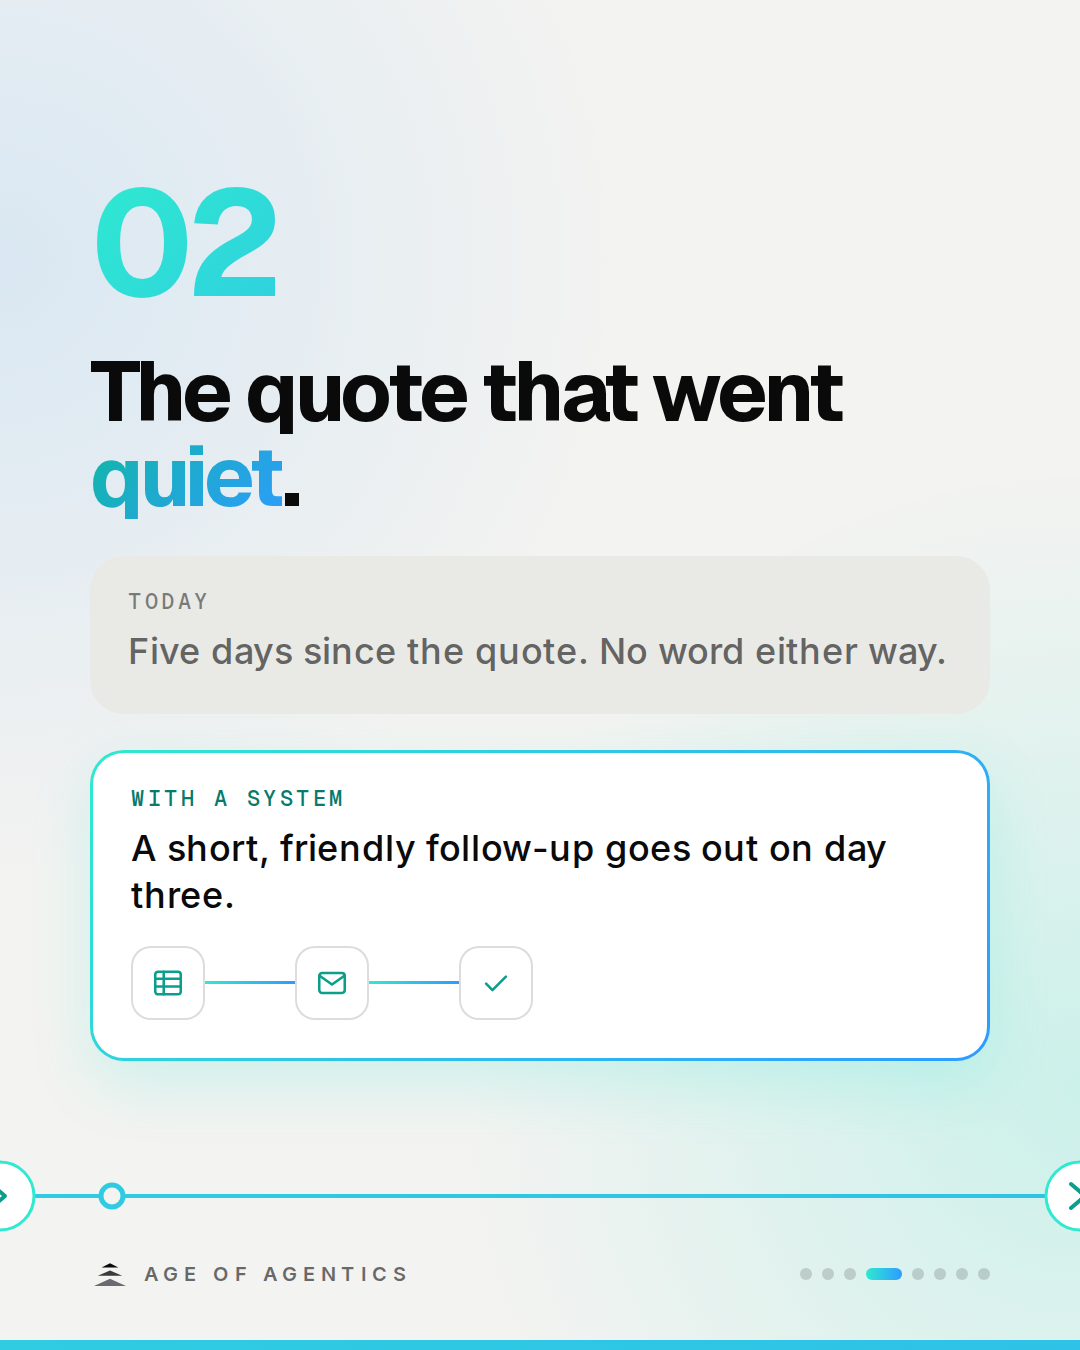 02
The quote that went
quiet.
TODAY
Five days since the quote. No word either way.
WITH A SYSTEM
A short, friendly follow-up goes out on day
three.
AGE OF AGENTICS